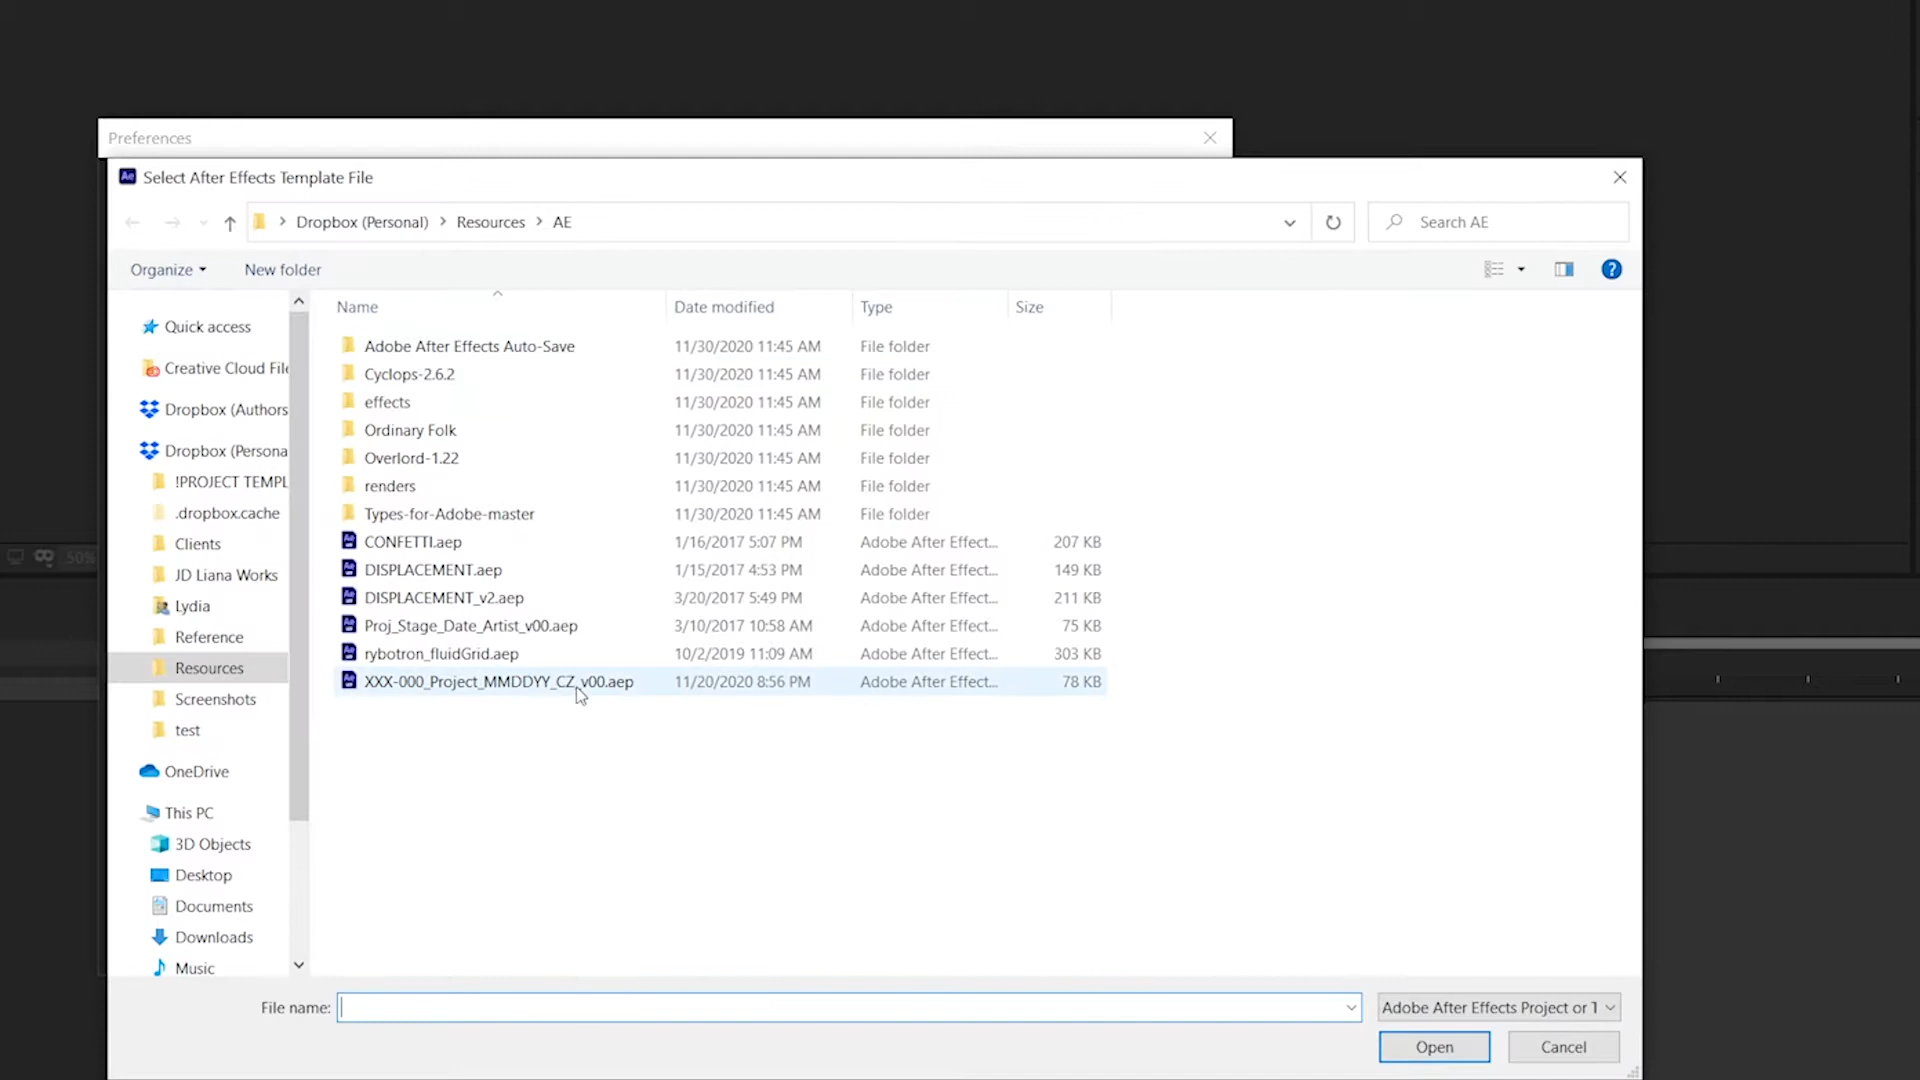 Preferences
Ae Select After Effects Template File
Dropbox (Personal) Resources AE
Search AE
Organize New folder
?
Name Date modified Type Size
Quick access
Creative Cloud File
Dropbox (Authors
Dropbox (Persona
!PROJECT TEMPL
.dropbox.cache
Clients
JD Liana Works
Lydia
Reference
Resources
Screenshots
test
OneDrive
This PC
3D Objects
Desktop
Documents
Downloads
Music
Adobe After Effects Auto-Save 11/30/2020 11:45 AM File folder
Cyclops-2.6.2 11/30/2020 11:45 AM File folder
effects 11/30/2020 11:45 AM File folder
Ordinary Folk 11/30/2020 11:45 AM File folder
Overlord-1.22 11/30/2020 11:45 AM File folder
renders 11/30/2020 11:45 AM File folder
Types-for-Adobe-master 11/30/2020 11:45 AM File folder
CONFETTI.aep 1/16/2017 5:07 PM Adobe After Effect... 207 KB
DISPLACEMENT.aep 1/15/2017 4:53 PM Adobe After Effect... 149 KB
DISPLACEMENT_v2.aep 3/20/2017 5:49 PM Adobe After Effect... 211 KB
Proj_Stage_Date_Artist_v00.aep 3/10/2017 10:58 AM Adobe After Effect... 75 KB
rybotron_fluidGrid.aep 10/2/2019 11:09 AM Adobe After Effect... 303 KB
XXX-000_Project_MMDDYY_CZ_v00.aep 11/20/2020 8:56 PM Adobe After Effect... 78 KB
50%
File name:
Adobe After Effects Project or T
Open Cancel